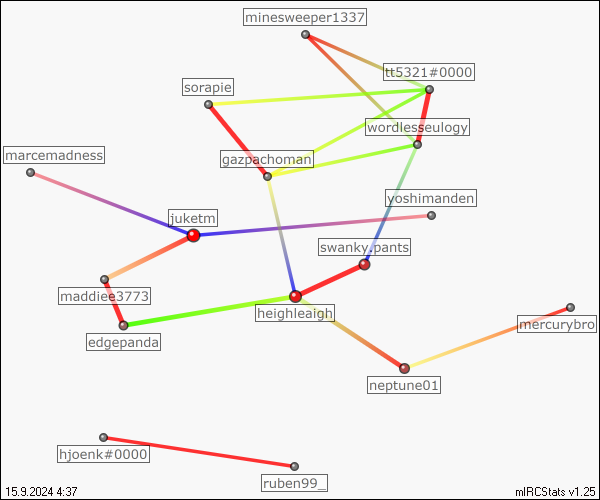 minesweeper1337
tt5321#0000
sorapie
wordlesseulogy
marcemadness
gazpachoman
yoshimanden
juketm
swanky.pants
maddiee3773
heighleaigh
mercurybro
edgepanda
neptune01
hjoenk#0000
ruben99_
15.9.2024 4:37
mIRCStats v1.25